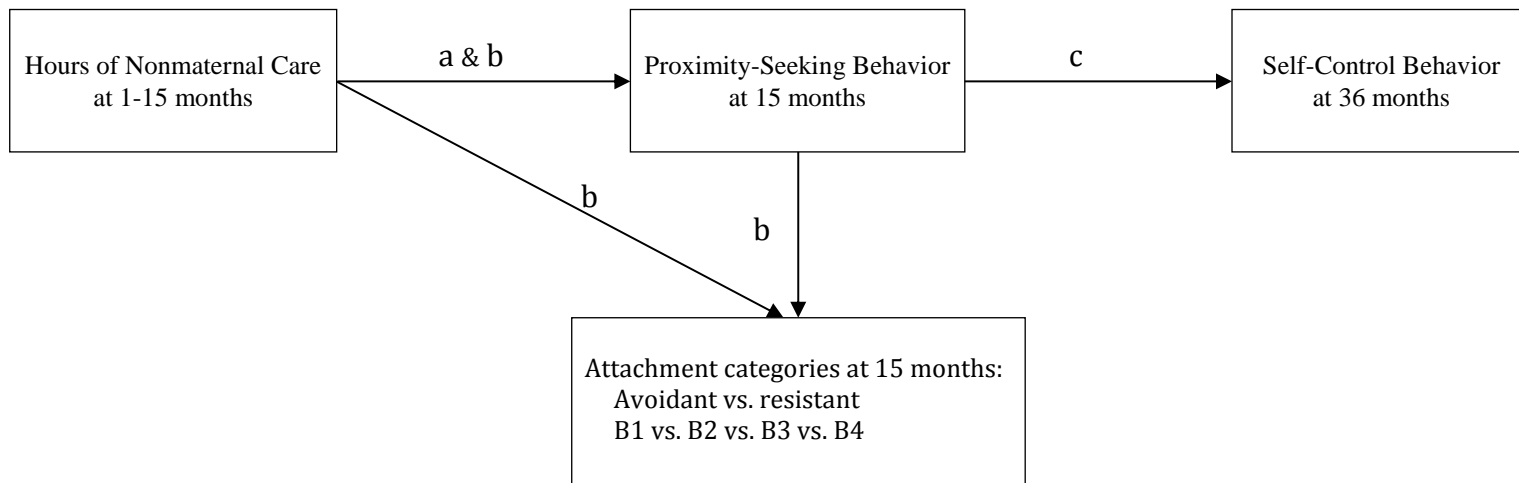 Hours of Nonmaternal Care
at 1-15 months
a & b
Proximity-Seeking Behavior
at 15 months
c
Self-Control Behavior
at 36 months
b
b
Attachment categories at 15 months:
Avoidant vs. resistant
B1 vs. B2 vs. B3 vs. B4